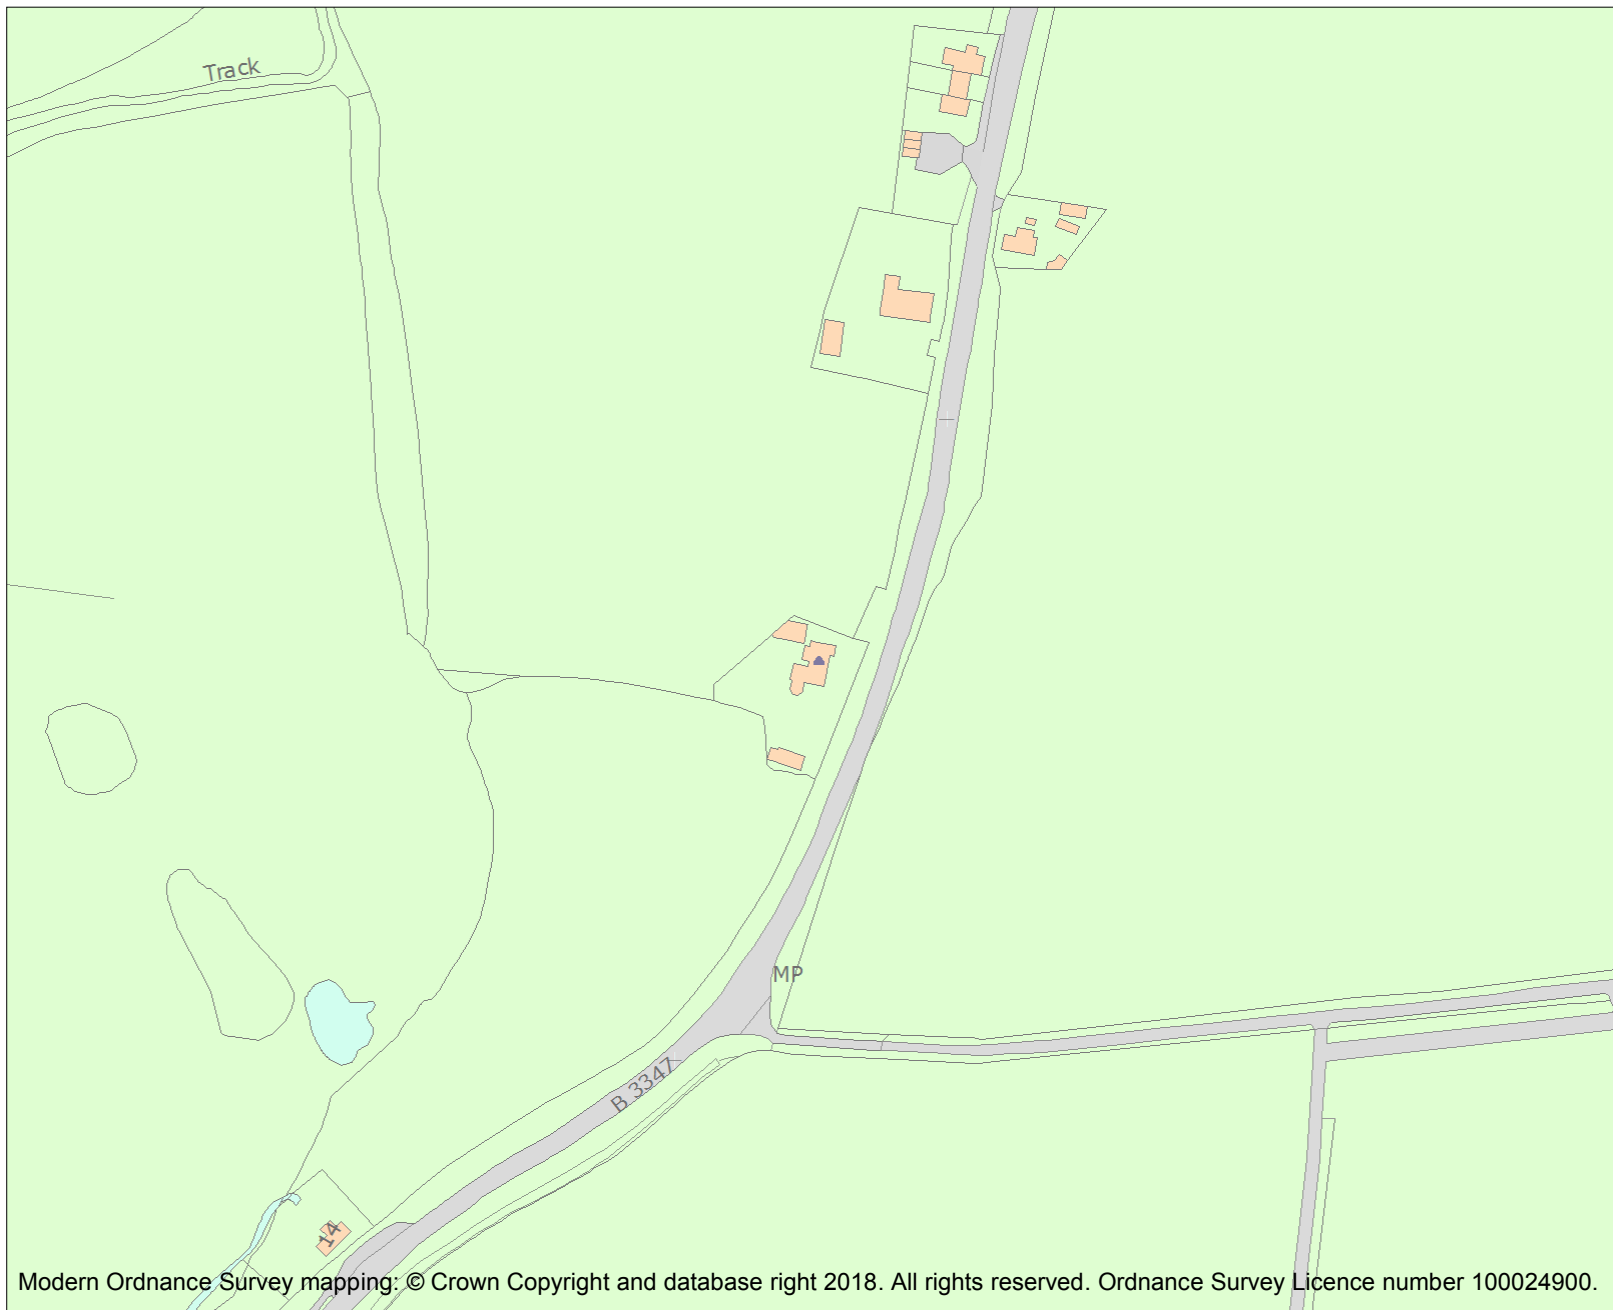 Track
MP
B 3347
14
Modern Ordnance Survey mapping: © Crown Copyright and database right 2018. All rights reserved. Ordnance Survey Licence number 100024900.